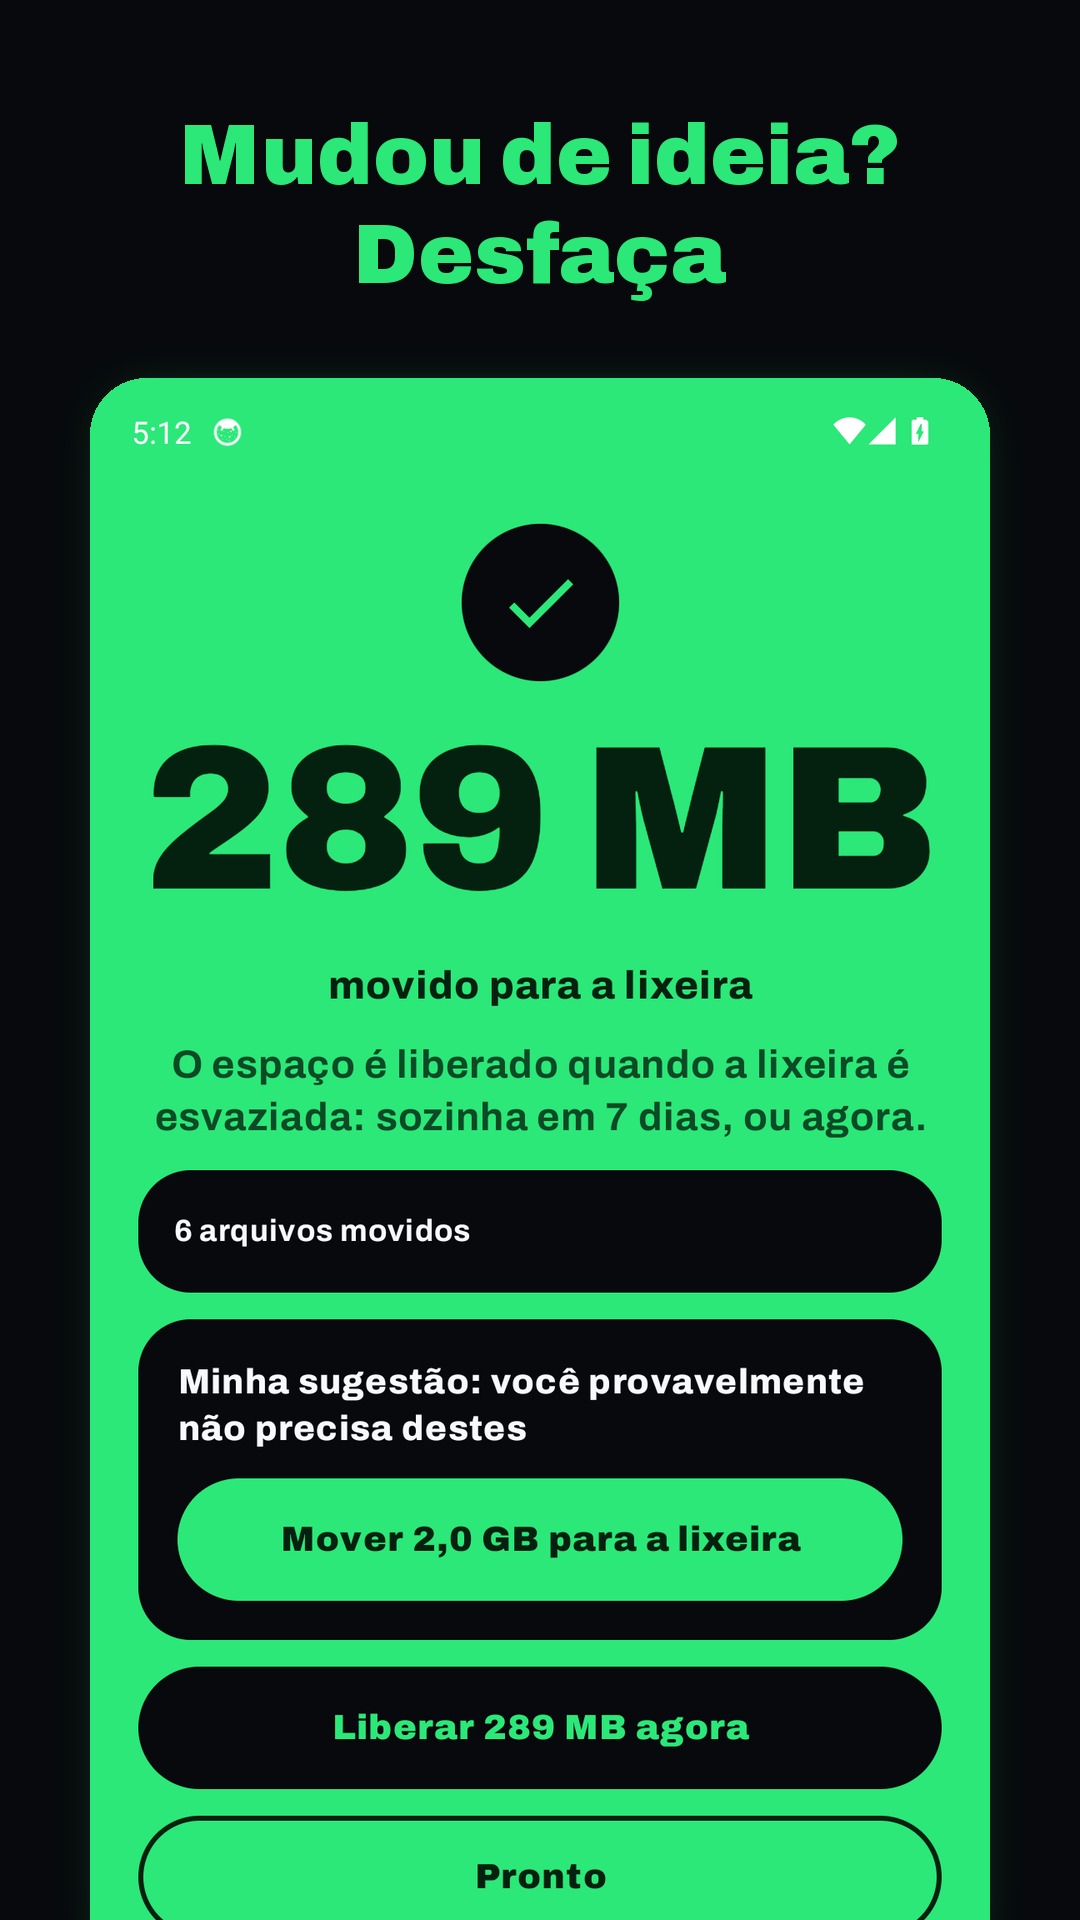 Mudou de ideia?
Desfaça
5:12
289 MB
movido para a lixeira
O espaço é liberado quando a lixeira é
esvaziada: sozinha em 7 dias, ou agora.
6 arquivos movidos
Minha sugestão: você provavelmente
não precisa destes
Mover 2,0 GB para a lixeira
Liberar 289 MB agora
Pronto